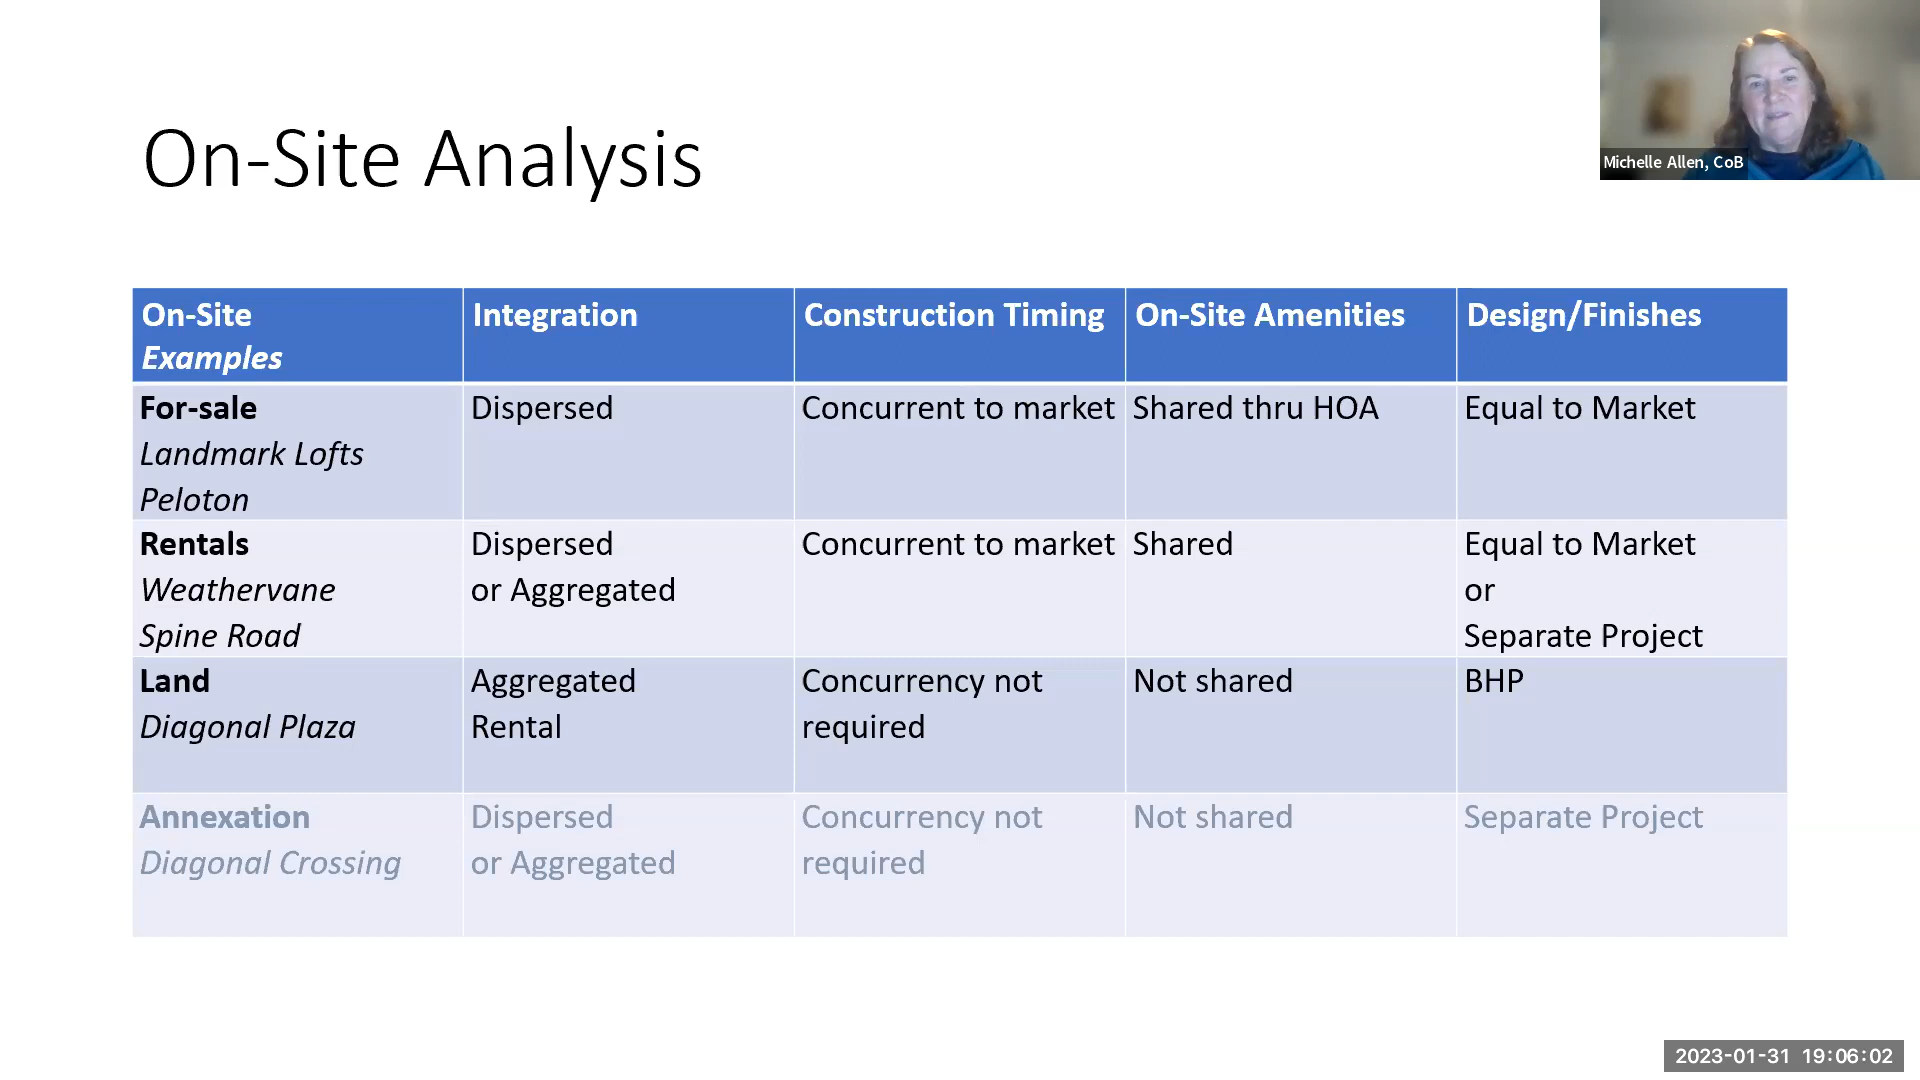 On-Site Analysis
Michelle Allen, CoB
On-Site
Examples
Integration
Construction Timing
On-Site Amenities
Design/Finishes
For-sale
Landmark Lofts
Peloton
Dispersed
Concurrent to market
Shared thru HOA
Equal to Market
Rentals
Weathervane
Spine Road
Dispersed
or Aggregated
Concurrent to market
Shared
Equal to Market
or
Separate Project
Land
Diagonal Plaza
Aggregated
Rental
Concurrency not
required
Not shared
BHP
Annexation
Diagonal Crossing
Dispersed
or Aggregated
Concurrency not
required
Not shared
Separate Project
2023-01-31 19:06:02